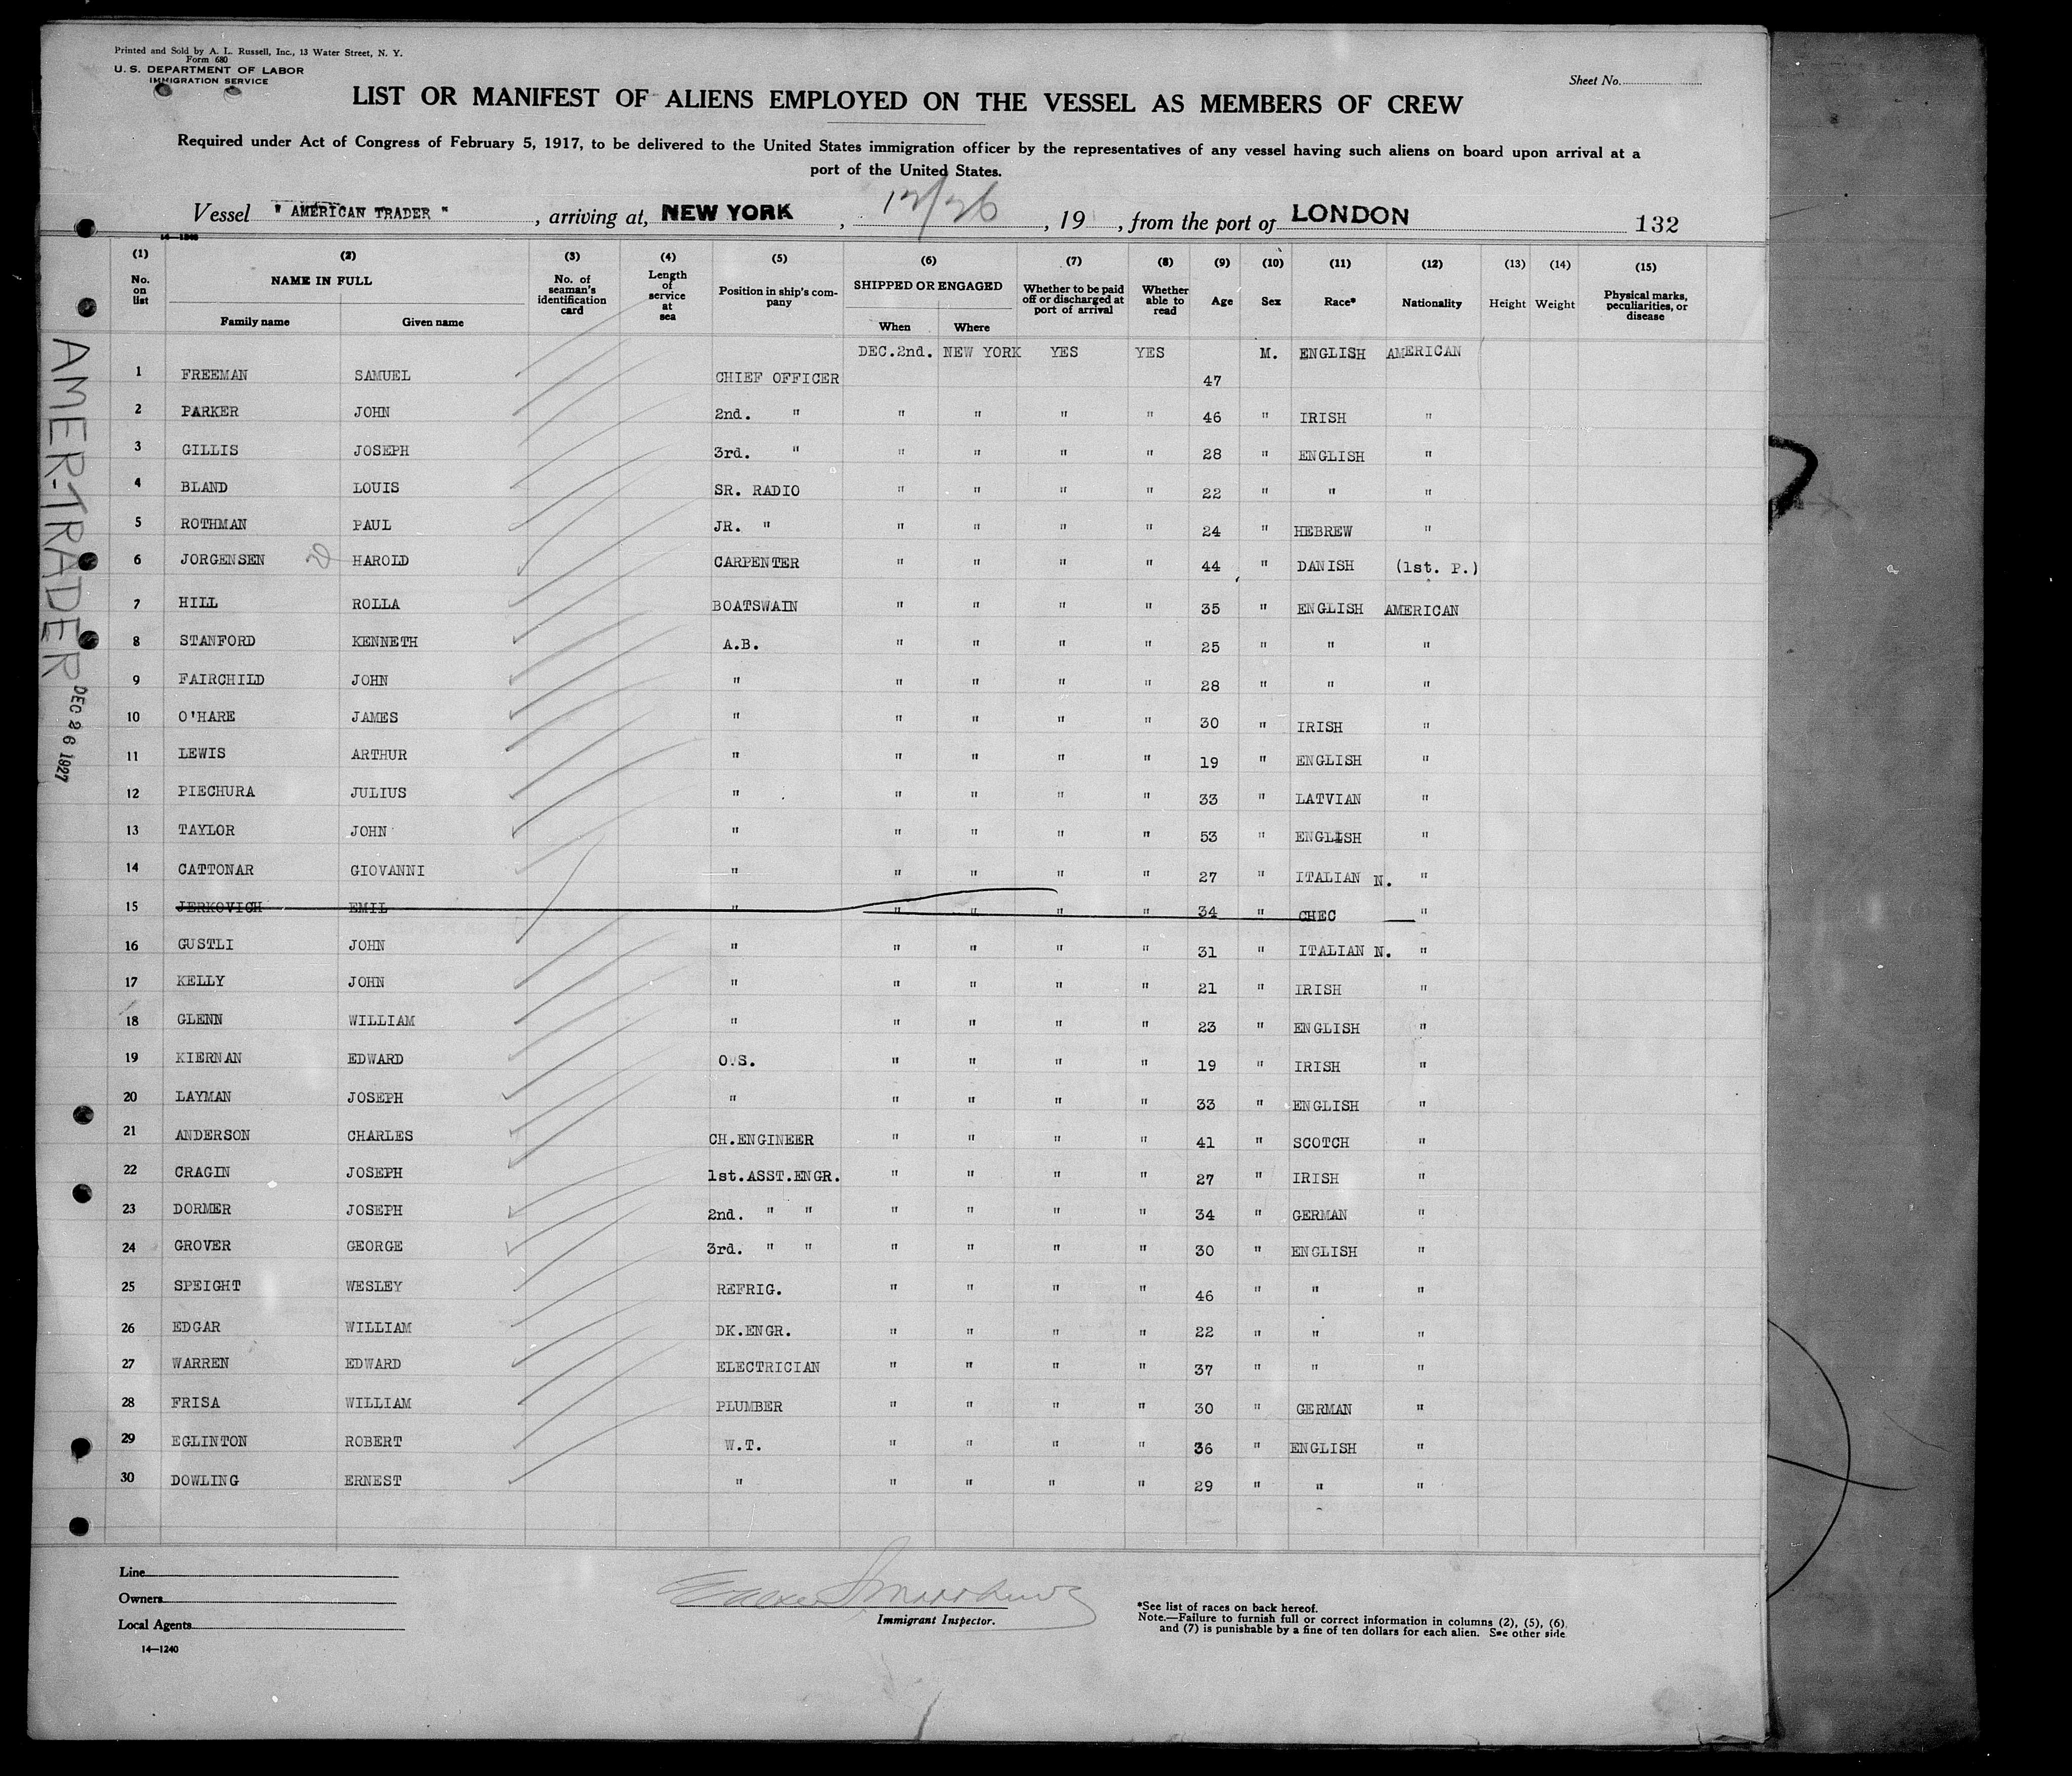 Printed and Sold by A. L. Russell, Inc., 13 Water Street, N. Y.
Form 680
U. S. DEPARTMENT OF LABOR
IMMIGRATION SERVICE
Sheet No.
LIST OR MANIFEST OF ALIENS EMPLOYED ON THE VESSEL AS MEMBERS OF CREW
Required under Act of Congress of February 5, 1917, to be delivered to the United States immigration officer by the representatives of any vessel having such aliens on board upon arrival at a
port of the United States.
Vessel " AMERICAN TRADER ", arriving at, NEW YORK, 12/26, 19 , from the port of LONDON 132
14—1240
(1) (2) (3) (4) (5) (6) (7) (8) (9) (10) (11) (12) (13) (14) (15)
No. on list NAME IN FULL Family name Given name No. of seaman's identification card Length of service at sea Position in ship's company SHIPPED OR ENGAGED When Where Whether to be paid off or discharged at port of arrival Whether able to read Age Sex Race* Nationality Height Weight Physical marks, peculiarities, or disease
DEC.2nd. NEW YORK YES YES M. ENGLISH AMERICAN
1 FREEMAN SAMUEL CHIEF OFFICER 47
2 PARKER JOHN 2nd. " " " " " 46 " IRISH "
3 GILLIS JOSEPH 3rd. " " " " " 28 " ENGLISH "
4 BLAND LOUIS SR. RADIO " " " " 22 " " "
5 ROTHMAN PAUL JR. " " " " " 24 " HEBREW "
6 JORGENSEN HAROLD CARPENTER " " " " 44 " DANISH (1st. P.)
7 HILL ROLLA BOATSWAIN " " " " 35 " ENGLISH AMERICAN
8 STANFORD KENNETH A.B. " " " " 25 " " "
9 FAIRCHILD JOHN " " " " " 28 " " "
10 O'HARE JAMES " " " " " 30 " IRISH "
11 LEWIS ARTHUR " " " " " 19 " ENGLISH "
12 PIECHURA JULIUS " " " " " 33 " LATVIAN "
13 TAYLOR JOHN " " " " " 53 " ENGLISH "
14 CATTONAR GIOVANNI " " " " " 27 " ITALIAN N. "
15 JERKOVICH EMIL " " " " " 34 " CHEC "
16 GUSTLI JOHN " " " " " 31 " ITALIAN N. "
17 KELLY JOHN " " " " " 21 " IRISH "
18 GLENN WILLIAM " " " " " 23 " ENGLISH "
19 KIERNAN EDWARD O.S. " " " " 19 " IRISH "
20 LAYMAN JOSEPH " " " " " 33 " ENGLISH "
21 ANDERSON CHARLES CH.ENGINEER " " " " 41 " SCOTCH "
22 CRAGIN JOSEPH 1st.ASST.ENGR. " " " " 27 " IRISH "
23 DORMER JOSEPH 2nd. " " " " " " 34 " GERMAN "
24 GROVER GEORGE 3rd. " " " " " " 30 " ENGLISH "
25 SPEIGHT WESLEY REFRIG. " " " " 46 " " "
26 EDGAR WILLIAM DK.ENGR. " " " " 22 " " "
27 WARREN EDWARD ELECTRICIAN " " " " 37 " " "
28 FRISA WILLIAM PLUMBER " " " " 30 " GERMAN "
29 EGLINTON ROBERT W.T. " " " " 36 " ENGLISH "
30 DOWLING ERNEST " " " " " 29 " " "
AMER-TRADER
DEC 26 1927
Line
Owners
Local Agents
14—1240
Immigrant Inspector.
*See list of races on back hereof.
Note.—Failure to furnish full or correct information in columns (2), (5), (6)
and (7) is punishable by a fine of ten dollars for each alien. See other side